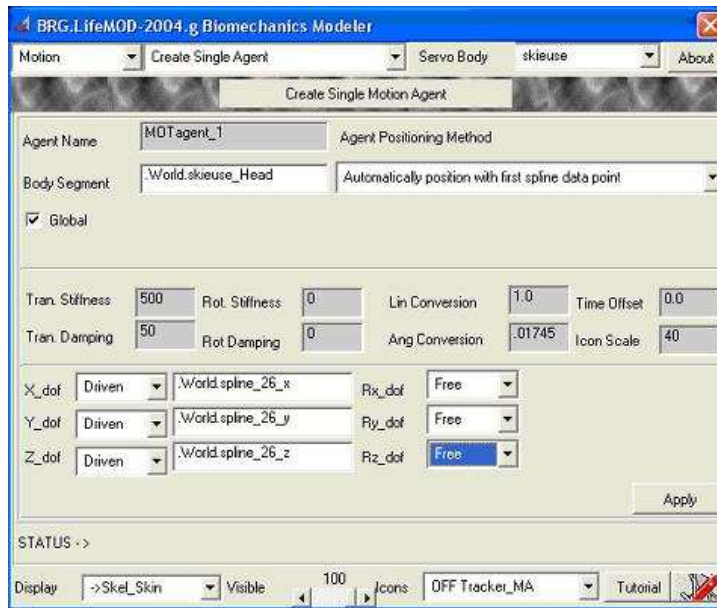 BRG.LifeMOD-2004.g Biomechanics Modeler
Motion Create Single Agent Servo Body skieuse About
Create Single Motion Agent
Agent Name MOTagent_1 Agent Positioning Method
Body Segment .World.skieuse_Head Automatically position with first spline data point
Global
Tran. Stiffness 500 Rot. Stiffness 0 Lin Conversion 1.0 Time Offset 0.0
Tran. Damping 50 Rot Damping 0 Ang Conversion .01745 Icon Scale 40
X_dof Driven .World.spline_26_x Rx_dof Free
Y_dof Driven .World.spline_26_y Ry_dof Free
Z_dof Driven .World.spline_26_z Rz_dof Free
Apply
STATUS ->
Display ->Skel_Skin Visible 100 Icons OFF Tracker_MA Tutorial